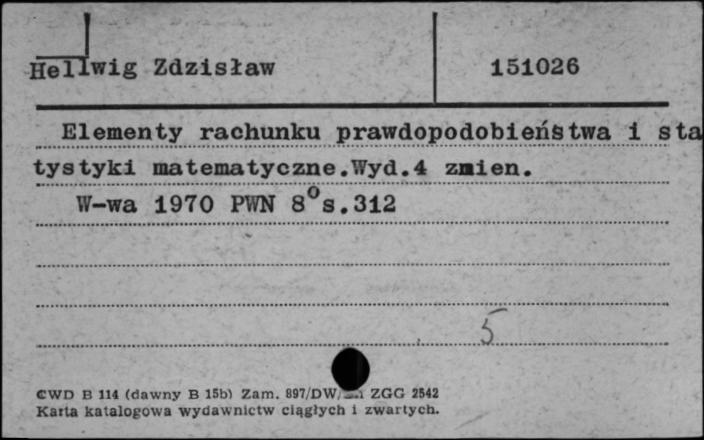 Hellwig Zdzisław 151026
Elementy rachunku prawdopodobieństwa i sta
tystyki matematyczne.Wyd.4 zmien.
W-wa 1970 PWN 8° s.312
5
CWD B 114 (dawny B 15b) Zam. 897/DW/ ZGG 2542
Karta katalogowa wydawnictw ciągłych i zwartych.